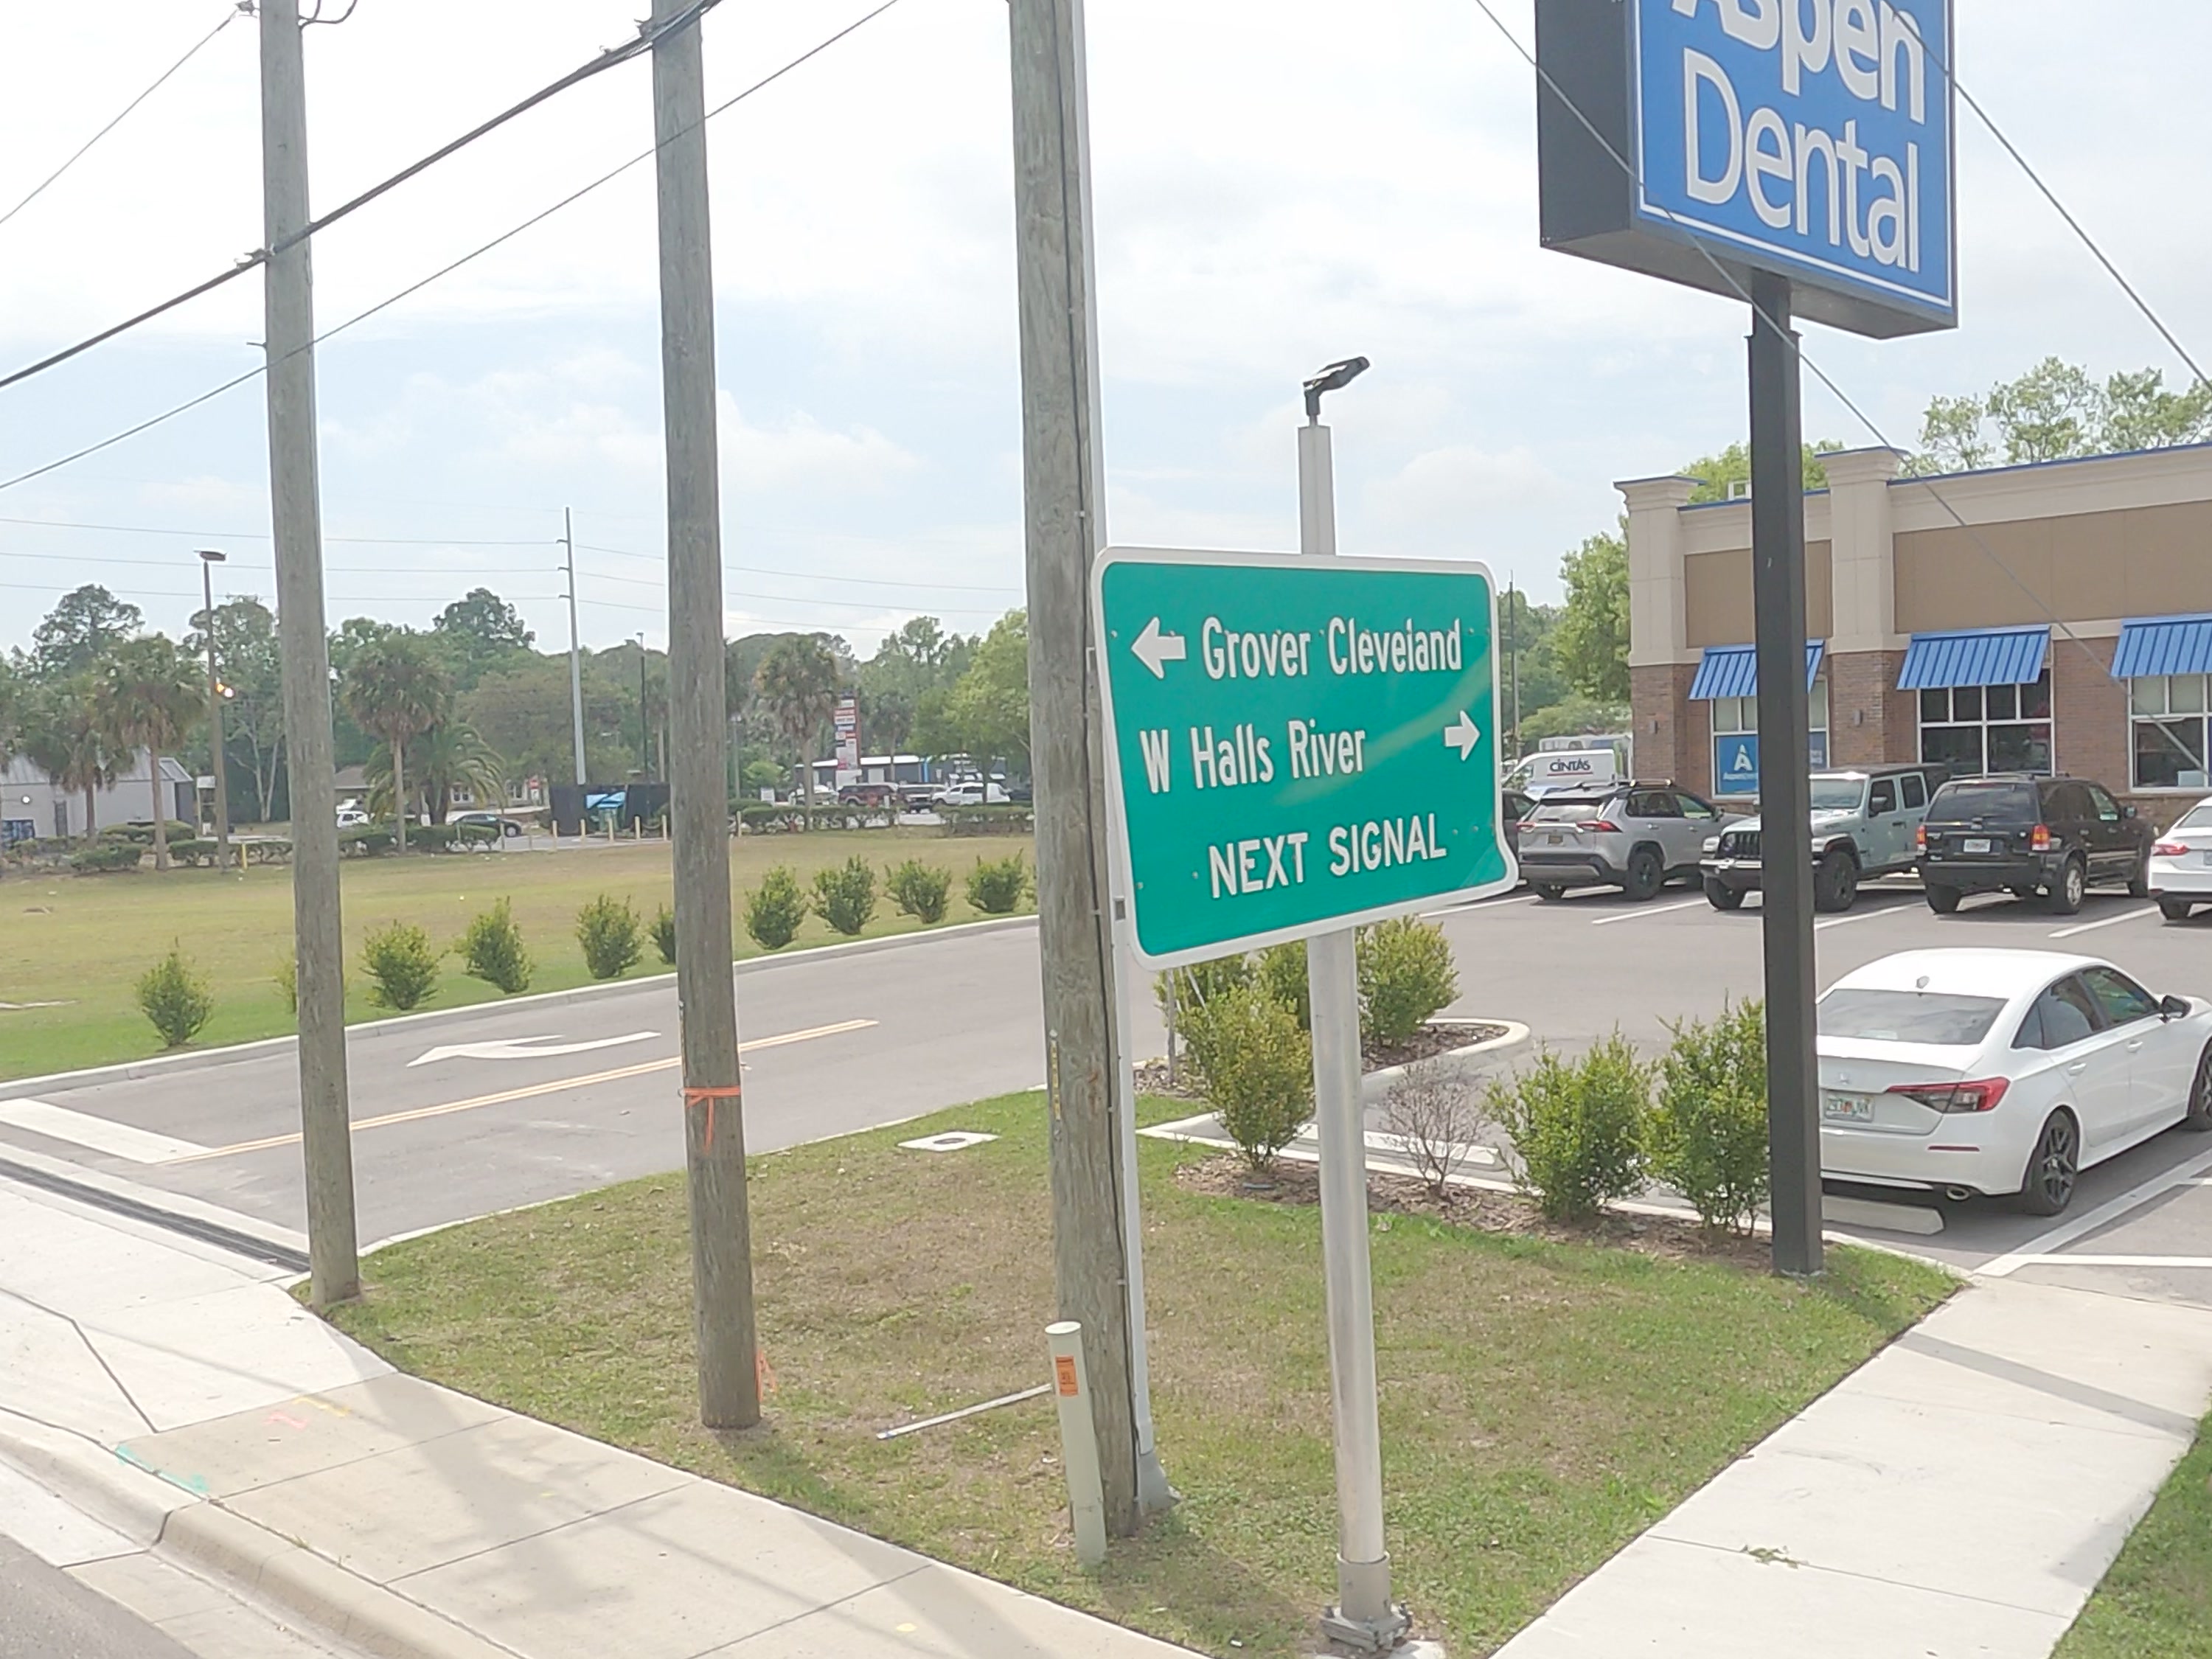 Aspen
Dental
Grover Cleveland
W Halls River
NEXT SIGNAL
CINTAS